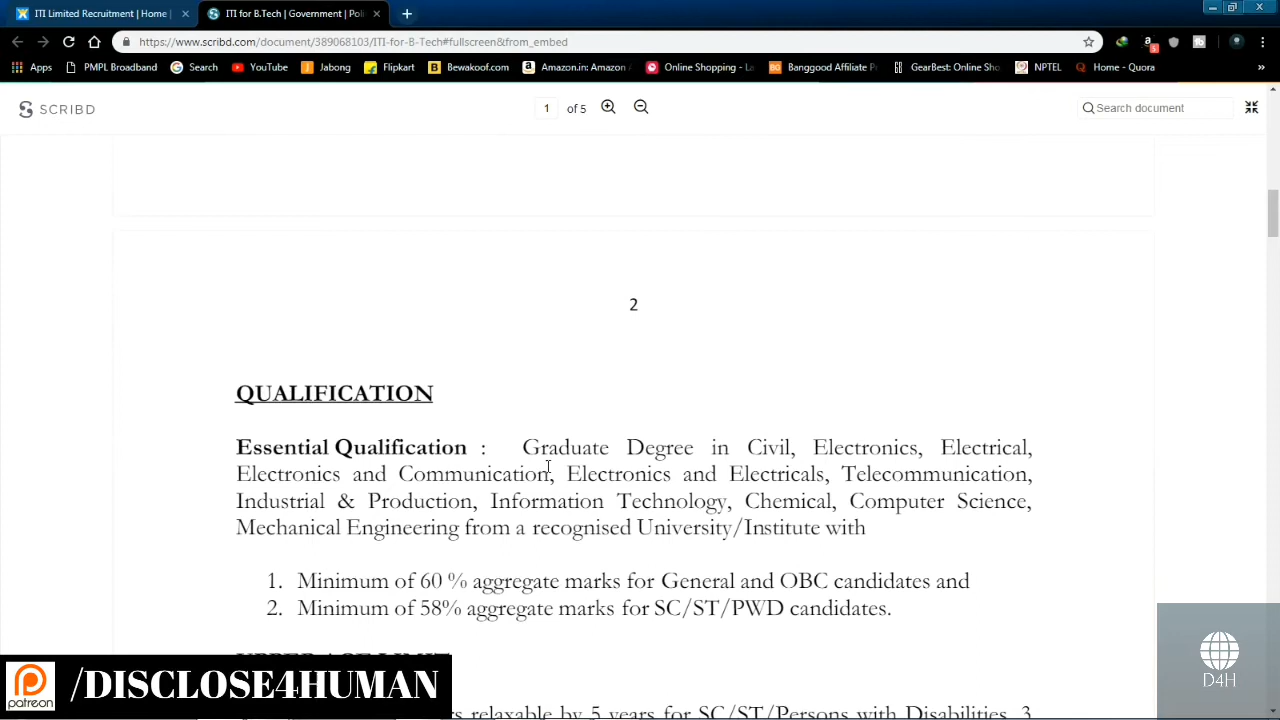 ITI Limited Recruitment | Home |
ITI for B.Tech | Government | Poli
https://www.scribd.com/document/389068103/ITI-for-B-Tech#fullscreen&from_embed
Apps PMPL Broadband Search YouTube Jabong Flipkart Bewakoof.com Amazon.in: Amazon Online Shopping - La Banggood Affiliate P GearBest: Online Sho NPTEL Home - Quora »
SCRIBD 1 of 5 Search document
2
QUALIFICATION
Essential Qualification : Graduate Degree in Civil, Electronics, Electrical,
Electronics and Communication, Electronics and Electricals, Telecommunication,
Industrial & Production, Information Technology, Chemical, Computer Science,
Mechanical Engineering from a recognised University/Institute with
1. Minimum of 60 % aggregate marks for General and OBC candidates and
2. Minimum of 58% aggregate marks for SC/ST/PWD candidates.
UPPER AGE LIMIT
relaxable by 5 years for SC/ST/Persons with Disabilities, 3
patreon
/DISCLOSE4HUMAN
D4H